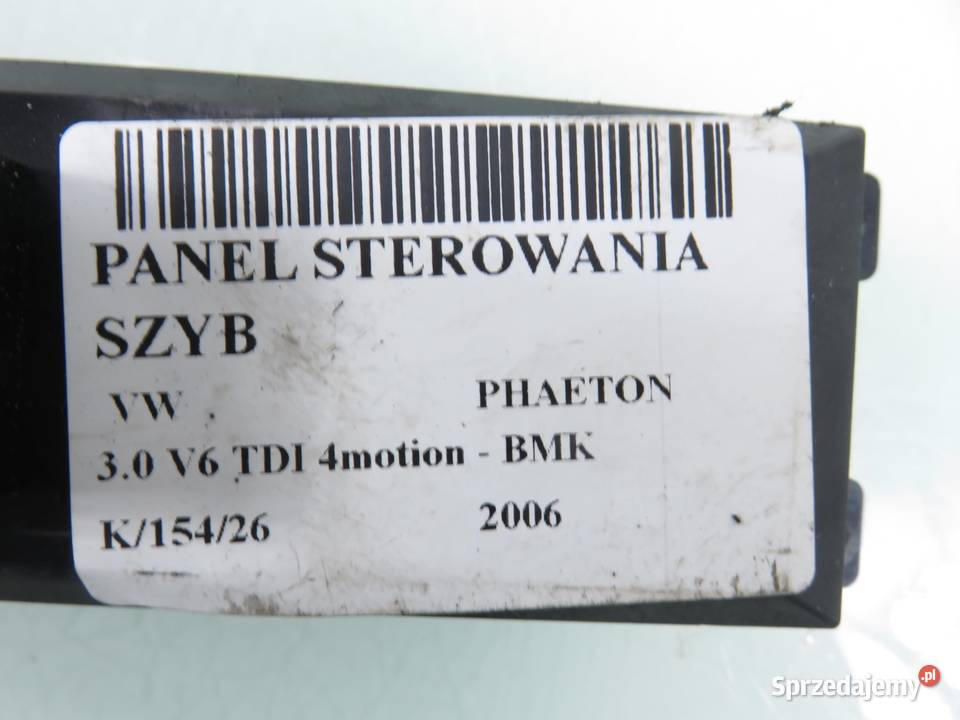 PANEL STEROWANIA
SZYB
VW PHAETON
3.0 V6 TDI 4motion - BMK
K/154/26 2006
Sprzedajemy.pl